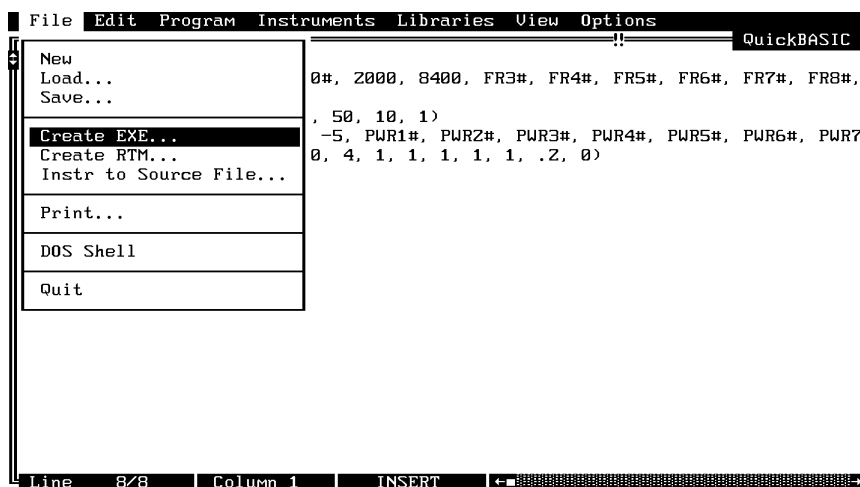 File Edit Program Instruments Libraries View Options
QuickBASIC
New
Load... 0#, 2000, 8400, FR3#, FR4#, FR5#, FR6#, FR7#, FR8#,
Save...
, 50, 10, 1)
Create EXE... -5, PWR1#, PWR2#, PWR3#, PWR4#, PWR5#, PWR6#, PWR7
Create RTM... 0, 4, 1, 1, 1, 1, 1, .2, 0)
Instr to Source File...
Print...
DOS Shell
Quit
Line 8/8 Column 1 INSERT